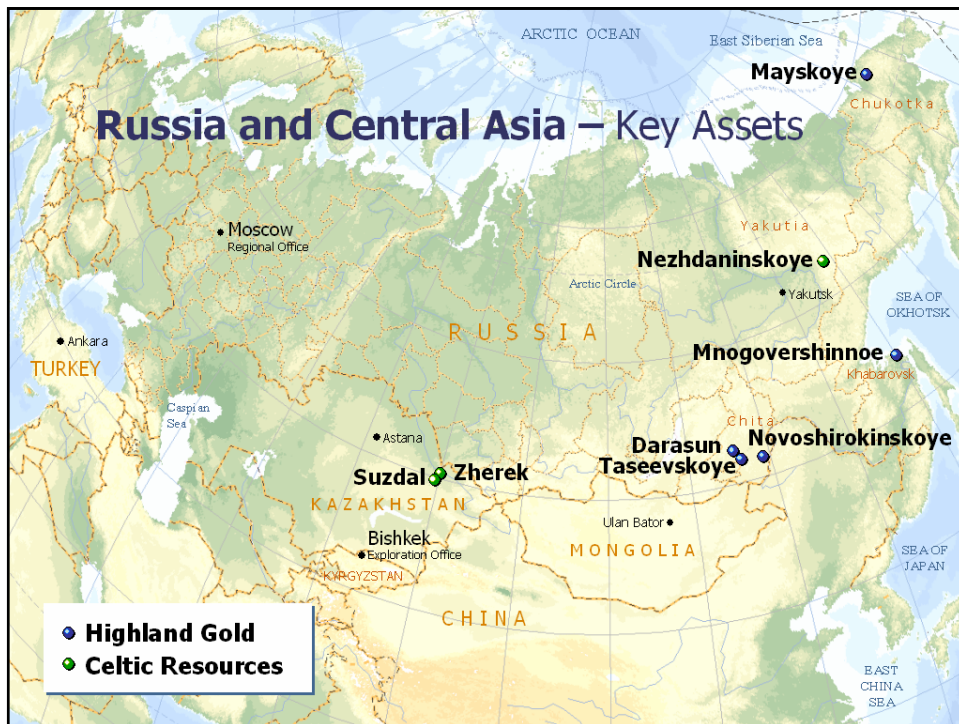 ARCTIC OCEAN
East Siberian Sea
Mayskoye
Chukotka
Russia and Central Asia – Key Assets
Moscow
Regional Office
Yakutia
Nezhdaninskoye
Arctic Circle
Yakutsk
SEA OF
OKHOTSK
RUSSIA
Ankara
TURKEY
Mnogovershinnoe
Khabarovsk
Caspian
Sea
Chita
Astana
Darasun
Novoshirokinskoye
Taseevskoye
Suzdal
Zherek
KAZAKHSTAN
Ulan Bator
Bishkek
Exploration Office
MONGOLIA
KYRGYZSTAN
SEA OF
JAPAN
CHINA
Highland Gold
Celtic Resources
EAST
CHINA
SEA